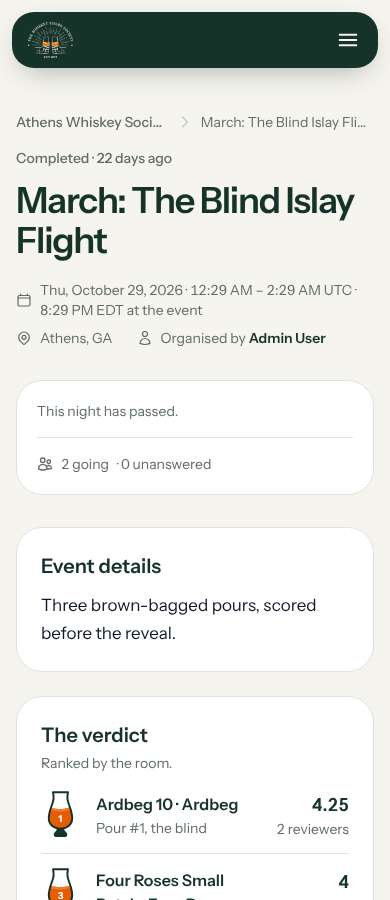 Athens Whiskey Soci...
March: The Blind Islay Fli...
Completed · 22 days ago
March: The Blind Islay
Flight
Thu, October 29, 2026 · 12:29 AM – 2:29 AM UTC ·
8:29 PM EDT at the event
Athens, GA
Organised by Admin User
This night has passed.
2 going · 0 unanswered
Event details
Three brown-bagged pours, scored
before the reveal.
The verdict
Ranked by the room.
1
Ardbeg 10 · Ardbeg
4.25
Pour #1, the blind
2 reviewers
3
Four Roses Small
4